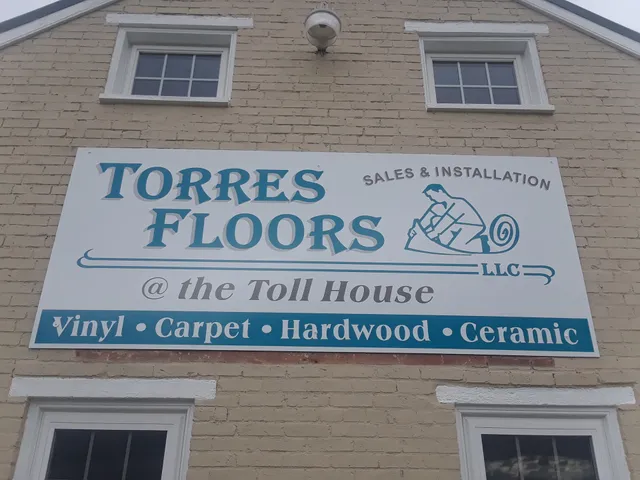 TORRES
FLOORS
SALES & INSTALLATION
LLC
@ the Toll House
Vinyl • Carpet • Hardwood • Ceramic